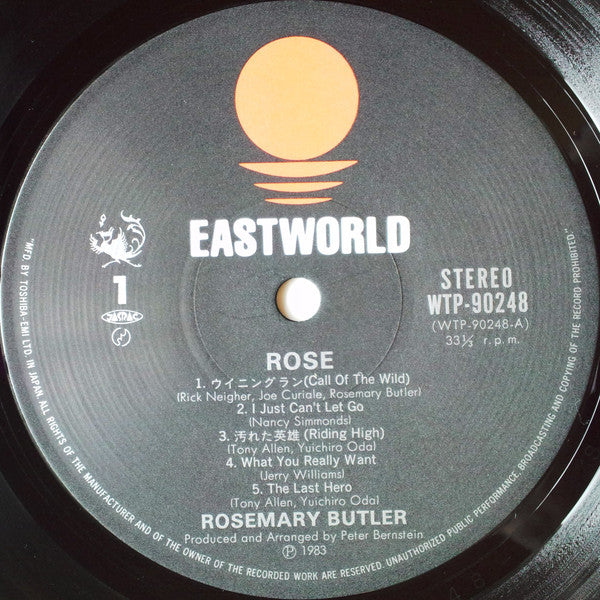 EASTWORLD
1
JASRAC
STEREO
WTP-90248
(WTP-90248-A)
33⅓ r.p.m.
ROSE
1. ウイニングラン(Call Of The Wild)
(Rick Neigher, Joe Curiale, Rosemary Butler)
2. I Just Can't Let Go
(Nancy Simmonds)
3. 汚れた英雄 (Riding High)
(Tony Allen, Yuichiro Oda)
4. What You Really Want
(Jerry Williams)
5. The Last Hero
(Tony Allen, Yuichiro Oda)
ROSEMARY BUTLER
Produced and Arranged by Peter Bernstein
Ⓟ 1983
"MFD. BY TOSHIBA-EMI LTD. IN JAPAN. ALL RIGHTS OF THE MANUFACTURER AND OF THE OWNER OF THE RECORDED WORK ARE RESERVED. UNAUTHORIZED PUBLIC PERFORMANCE, BROADCASTING AND COPYING OF THE RECORD PROHIBITED."